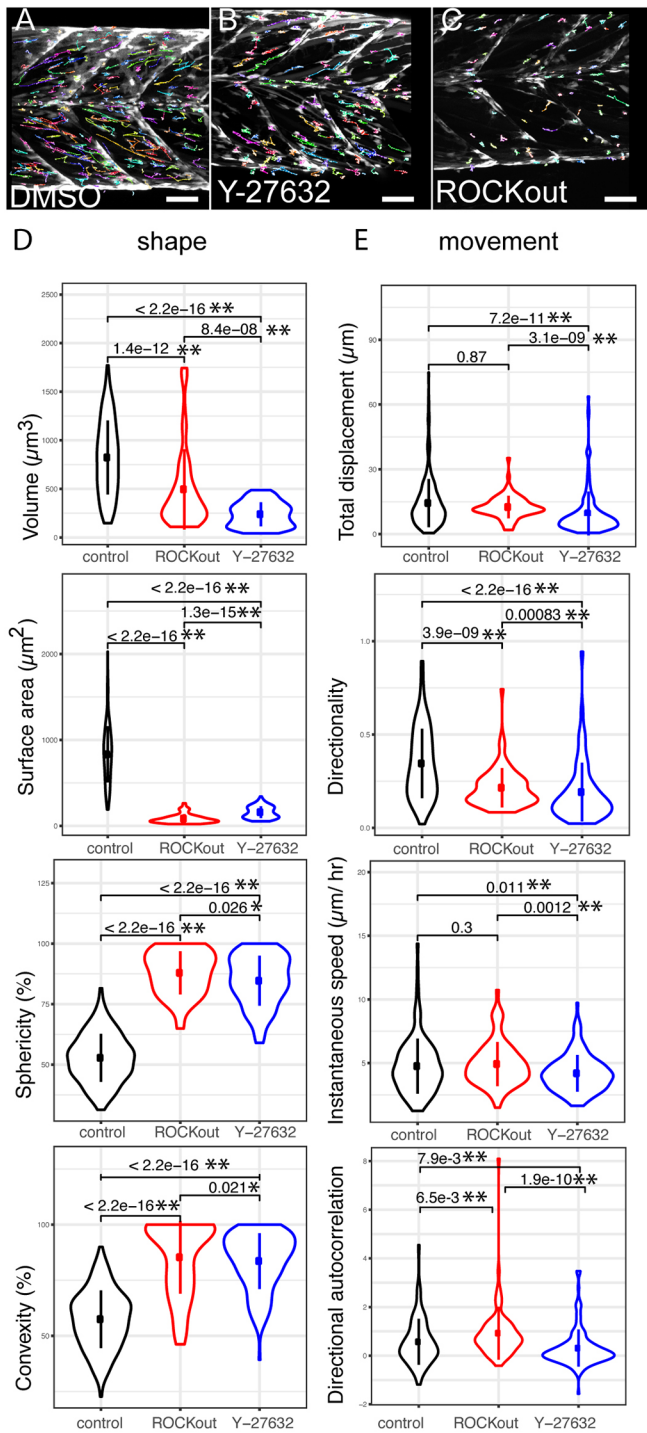 A B C
DMSO Y-27632 ROCKout
D shape E movement
Volume (µm3)
2500
2000
1500
1000
500
0
< 2.2e−16 **
8.4e−08 **
1.4e−12 **
control ROCKout Y−27632
Total displacement (µm)
90
60
30
0
7.2e−11 **
3.1e−09 **
0.87
control ROCKout Y−27632
Surface area (µm2)
2000
1000
0
< 2.2e−16 **
1.3e−15 **
< 2.2e−16 **
control ROCKout Y−27632
Directionality
1.0
0.5
0.0
< 2.2e−16 **
0.00083 **
3.9e−09 **
control ROCKout Y−27632
Sphericity (%)
125
100
75
50
< 2.2e−16 **
0.026 *
< 2.2e−16 **
control ROCKout Y−27632
Instantaneous speed (µm/ hr)
20
15
10
5
0.011 **
0.0012 **
0.3
control ROCKout Y−27632
Convexity (%)
100
50
< 2.2e−16 **
0.021 *
< 2.2e−16 **
control ROCKout Y−27632
Directional autocorrelation
8
6
4
2
0
−2
7.9e-3 **
1.9e-10 **
6.5e-3 **
control ROCKout Y−27632